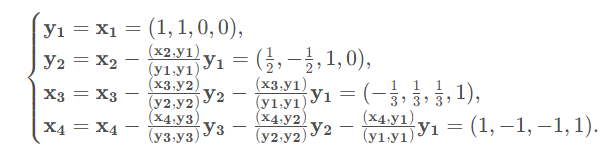 y₁ = x₁ = (1, 1, 0, 0),
y₂ = x₂ − (x₂,y₁)/(y₁,y₁) y₁ = (1/2, −1/2, 1, 0),
x₃ = x₃ − (x₃,y₂)/(y₂,y₂) y₂ − (x₃,y₁)/(y₁,y₁) y₁ = (−1/3, 1/3, 1/3, 1),
x₄ = x₄ − (x₄,y₃)/(y₃,y₃) y₃ − (x₄,y₂)/(y₂,y₂) y₂ − (x₄,y₁)/(y₁,y₁) y₁ = (1, −1, −1, 1).